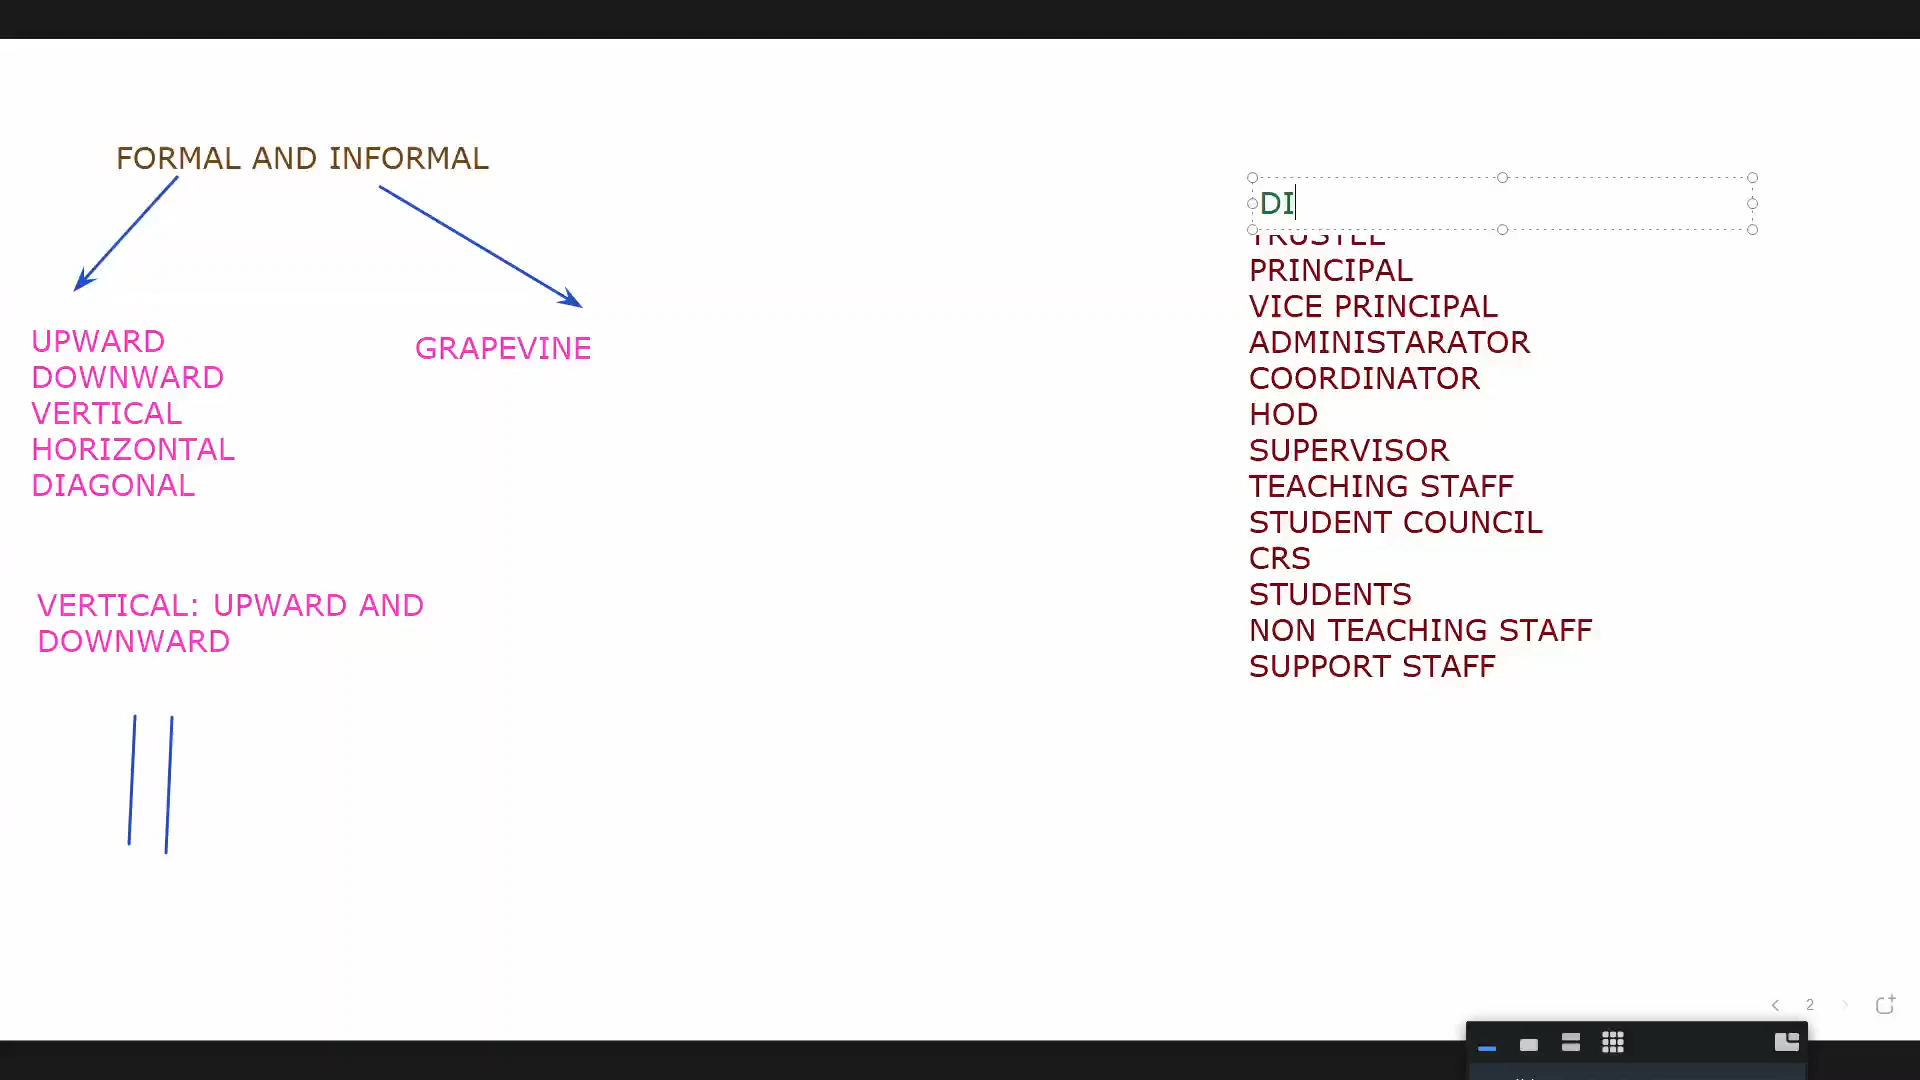 FORMAL AND INFORMAL
UPWARD
DOWNWARD
VERTICAL
HORIZONTAL
DIAGONAL
GRAPEVINE
VERTICAL: UPWARD AND
DOWNWARD
DI
TRUSTEE
PRINCIPAL
VICE PRINCIPAL
ADMINISTARATOR
COORDINATOR
HOD
SUPERVISOR
TEACHING STAFF
STUDENT COUNCIL
CRS
STUDENTS
NON TEACHING STAFF
SUPPORT STAFF
2